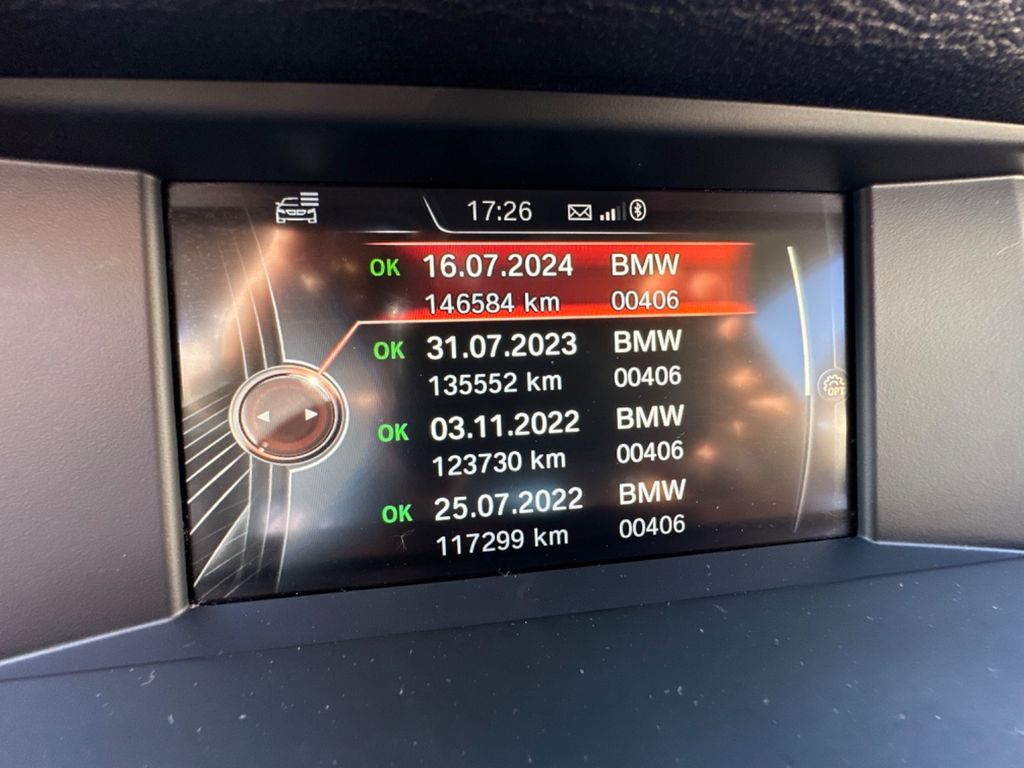 17:26
OK 16.07.2024 BMW
146584 km 00406
OK 31.07.2023 BMW
135552 km 00406
OK 03.11.2022 BMW
123730 km 00406
OK 25.07.2022 BMW
117299 km 00406
OPT